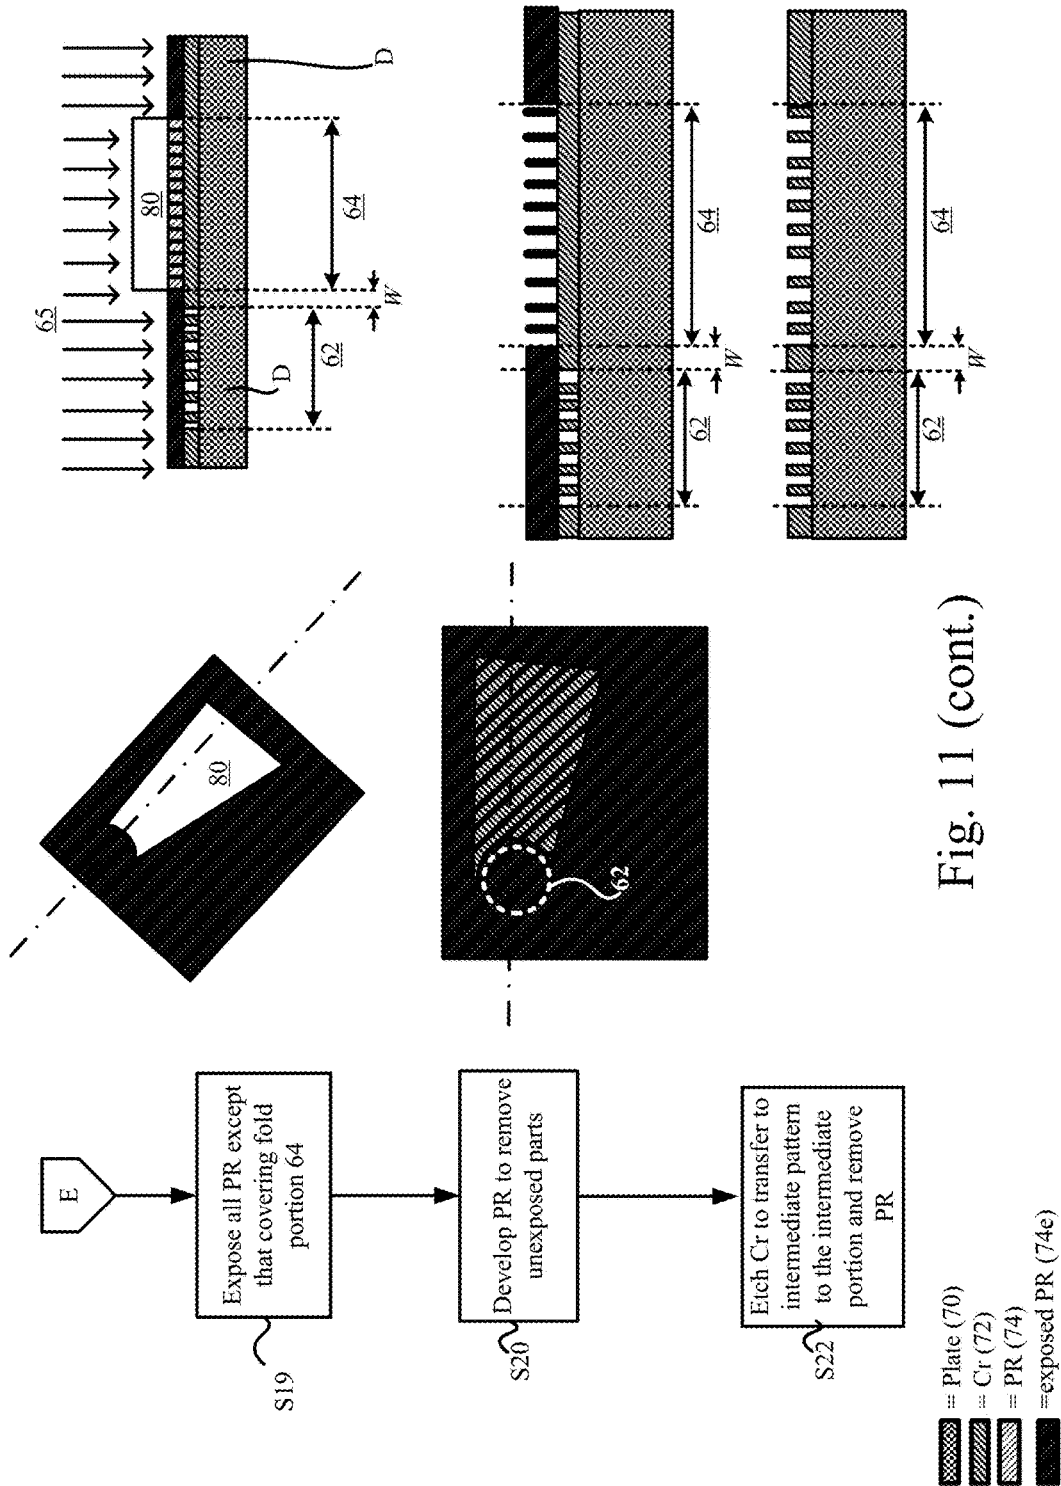 E
Expose all PR except
that covering fold
portion 64
S19
Develop PR to remove
unexposed parts
S20
Etch Cr to transfer to
intermediate pattern
to the intermediate
portion and remove
PR
S22
80
62
65
80
D
D
62
W
64
62
W
64
62
W
64
= Plate (70)
= Cr (72)
= PR (74)
=exposed PR (74e)
Fig. 11 (cont.)